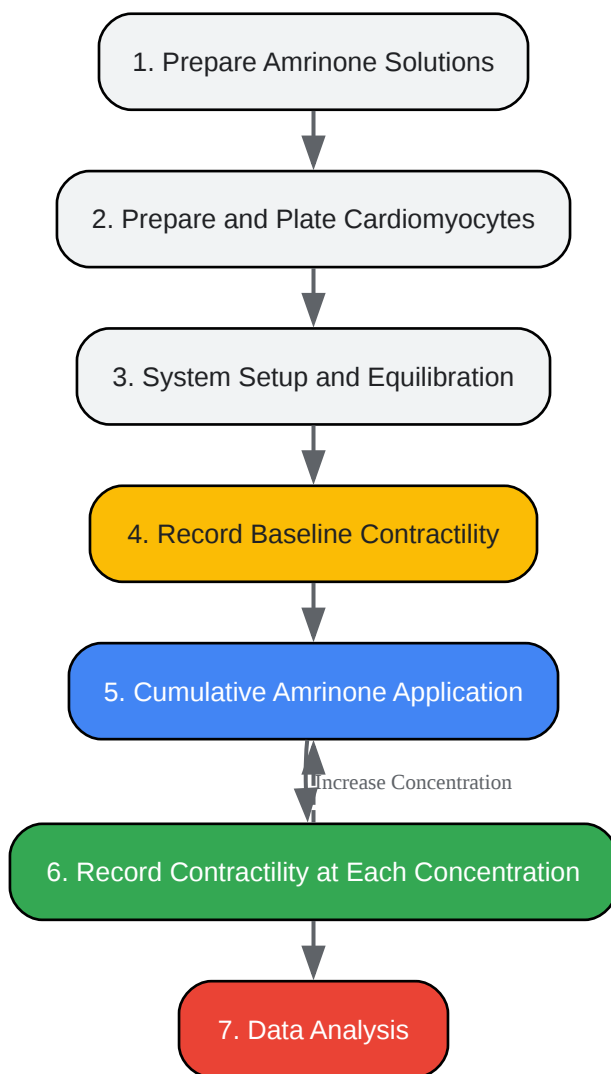 1. Prepare Amrinone Solutions
2. Prepare and Plate Cardiomyocytes
3. System Setup and Equilibration
4. Record Baseline Contractility
5. Cumulative Amrinone Application
Increase Concentration
6. Record Contractility at Each Concentration
7. Data Analysis